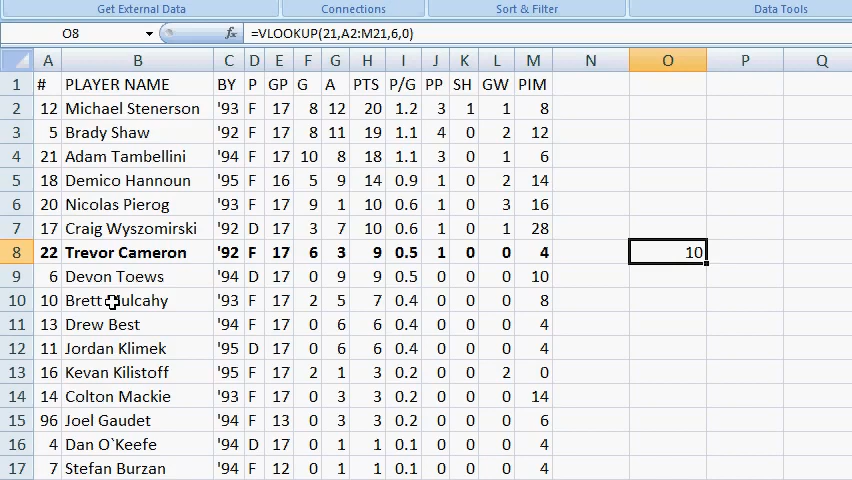 Get External Data Connections Sort & Filter Data Tools
O8 fx =VLOOKUP(21,A2:M21,6,0)
A B C D E F G H I J K L M N O P Q
1 # PLAYER NAME BY P GP G A PTS P/G PP SH GW PIM
2 12 Michael Stenerson '93 F 17 8 12 20 1.2 3 1 1 8
3 5 Brady Shaw '92 F 17 8 11 19 1.1 4 0 2 12
4 21 Adam Tambellini '94 F 17 10 8 18 1.1 3 0 1 6
5 18 Demico Hannoun '95 F 16 5 9 14 0.9 1 0 2 14
6 20 Nicolas Pierog '93 F 17 9 1 10 0.6 1 0 3 16
7 17 Craig Wyszomirski '92 D 17 3 7 10 0.6 1 0 1 28
8 22 Trevor Cameron '92 F 17 6 3 9 0.5 1 0 0 4 10
9 6 Devon Toews '94 D 17 0 9 9 0.5 0 0 0 10
10 10 Brett Mulcahy '93 F 17 2 5 7 0.4 0 0 0 8
11 13 Drew Best '94 F 17 0 6 6 0.4 0 0 0 4
12 11 Jordan Klimek '95 D 17 0 6 6 0.4 0 0 0 4
13 16 Kevan Kilistoff '95 F 17 2 1 3 0.2 0 0 2 0
14 14 Colton Mackie '93 F 17 0 3 3 0.2 0 0 0 14
15 96 Joel Gaudet '94 F 13 0 3 3 0.2 0 0 0 6
16 4 Dan O`Keefe '94 D 17 0 1 1 0.1 0 0 0 4
17 7 Stefan Burzan '94 F 12 0 1 1 0.1 0 0 0 4